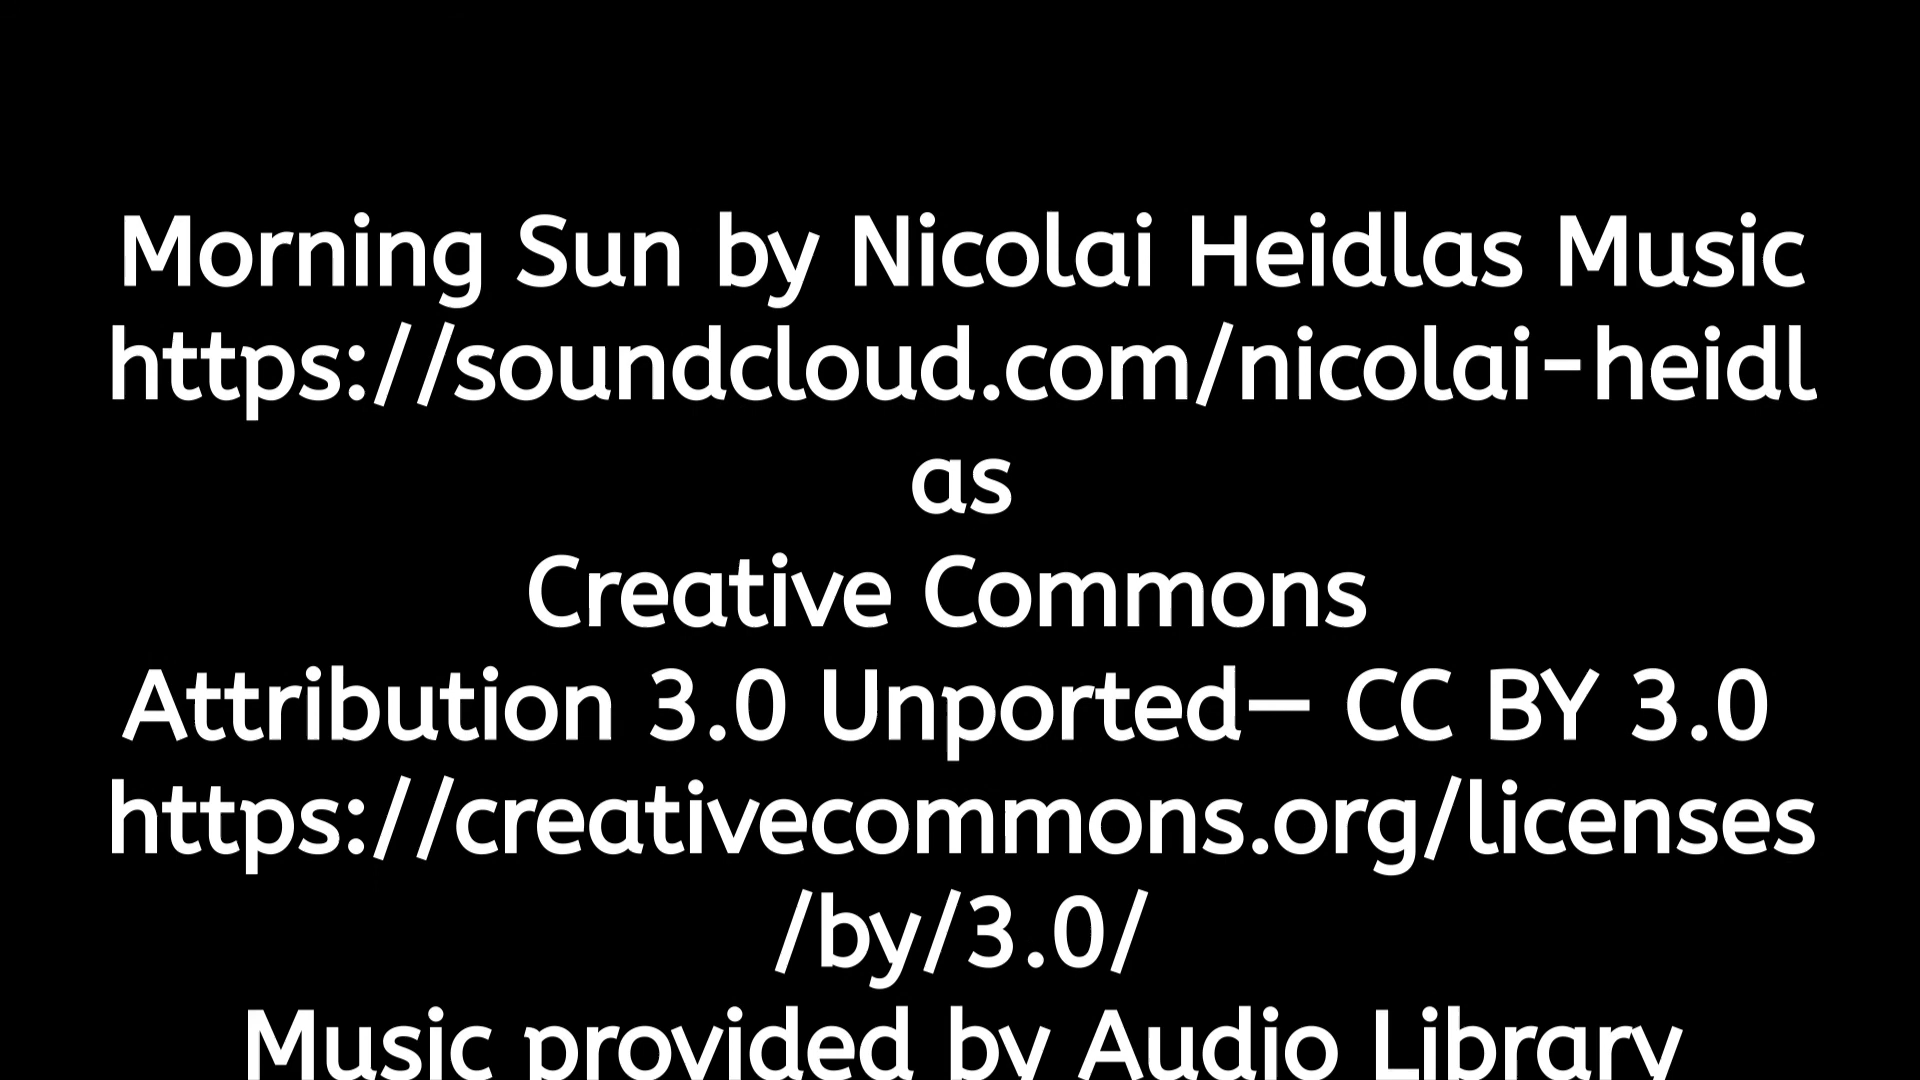 Morning Sun by Nicolai Heidlas Music
https://soundcloud.com/nicolai-heidl
as
Creative Commons
Attribution 3.0 Unported— CC BY 3.0
https://creativecommons.org/licenses
/by/3.0/
Music provided by Audio Library